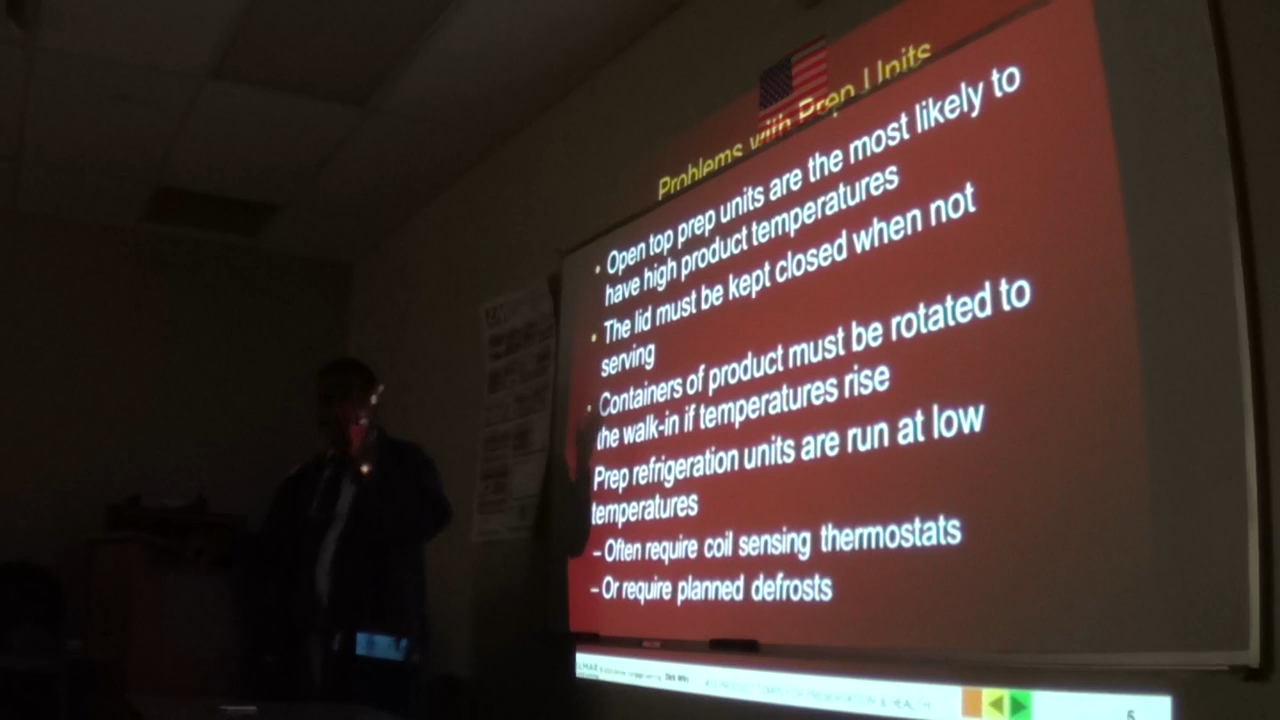 Problems with Prep Units
• Open top prep units are the most likely to
have high product temperatures
• The lid must be kept closed when not
serving
• Containers of product must be rotated to
the walk-in if temperatures rise
Prep refrigeration units are run at low
temperatures
– Often require coil sensing thermostats
– Or require planned defrosts
5